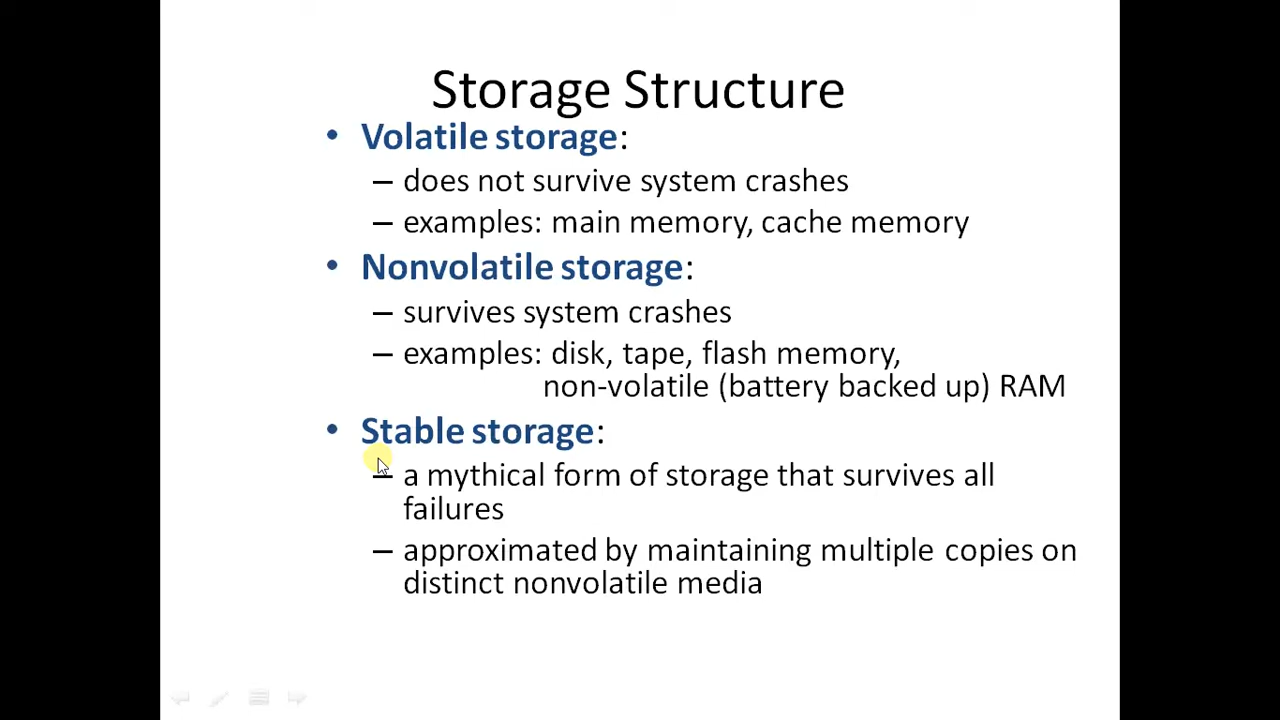 Storage Structure
• Volatile storage:
– does not survive system crashes
– examples: main memory, cache memory
• Nonvolatile storage:
– survives system crashes
– examples: disk, tape, flash memory,
non-volatile (battery backed up) RAM
• Stable storage:
– a mythical form of storage that survives all
failures
– approximated by maintaining multiple copies on
distinct nonvolatile media